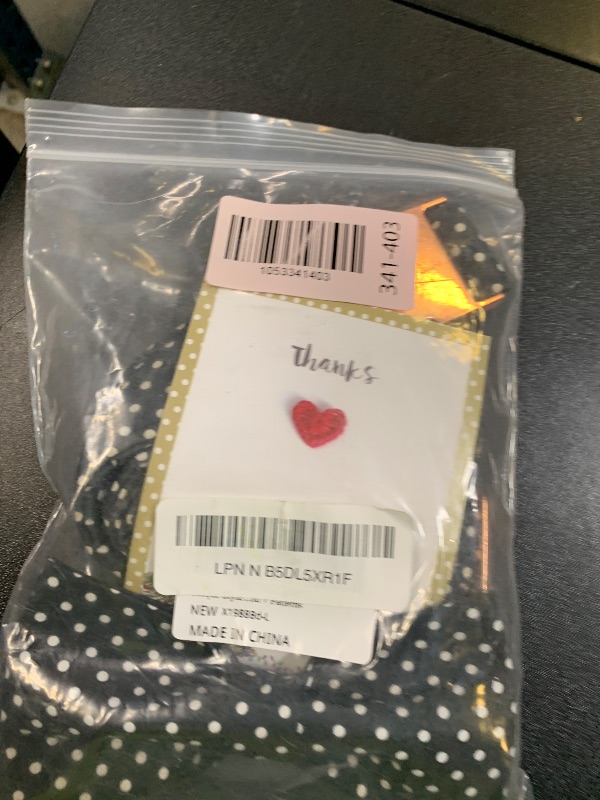 1053341403
341-403
Thanks
LPN N B5DL5XR1F
NEW
MADE IN CHINA